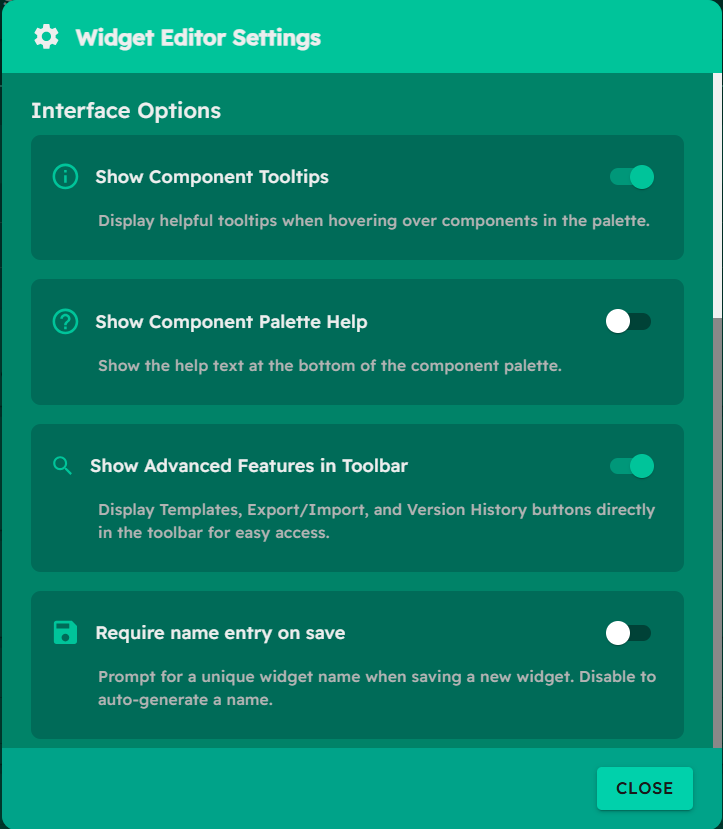 Widget Editor Settings
Interface Options
Show Component Tooltips
Display helpful tooltips when hovering over components in the palette.
Show Component Palette Help
Show the help text at the bottom of the component palette.
Show Advanced Features in Toolbar
Display Templates, Export/Import, and Version History buttons directly
in the toolbar for easy access.
Require name entry on save
Prompt for a unique widget name when saving a new widget. Disable to
auto-generate a name.
CLOSE